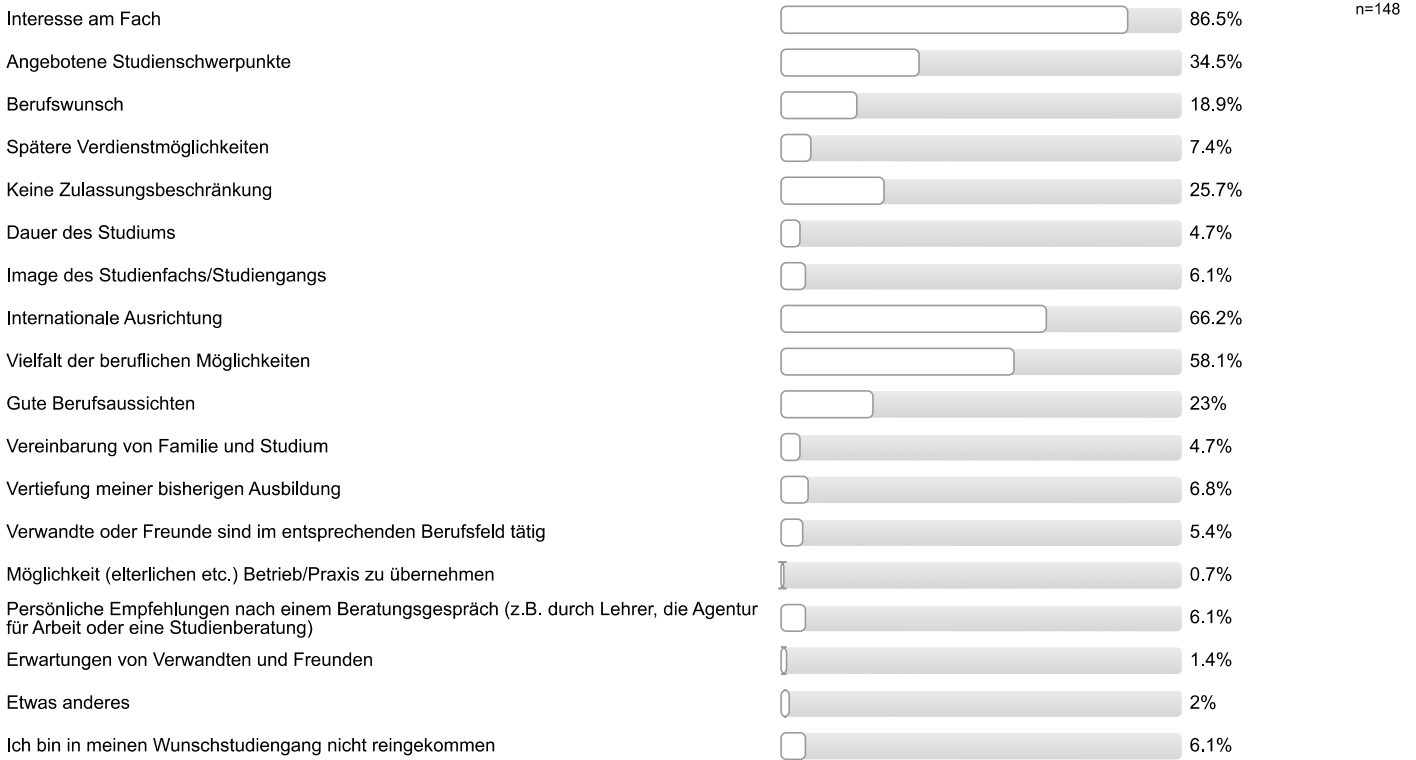 Interesse am Fach 86.5% n=148
Angebotene Studienschwerpunkte 34.5%
Berufswunsch 18.9%
Spätere Verdienstmöglichkeiten 7.4%
Keine Zulassungsbeschränkung 25.7%
Dauer des Studiums 4.7%
Image des Studienfachs/Studiengangs 6.1%
Internationale Ausrichtung 66.2%
Vielfalt der beruflichen Möglichkeiten 58.1%
Gute Berufsaussichten 23%
Vereinbarung von Familie und Studium 4.7%
Vertiefung meiner bisherigen Ausbildung 6.8%
Verwandte oder Freunde sind im entsprechenden Berufsfeld tätig 5.4%
Möglichkeit (elterlichen etc.) Betrieb/Praxis zu übernehmen 0.7%
Persönliche Empfehlungen nach einem Beratungsgespräch (z.B. durch Lehrer, die Agentur
für Arbeit oder eine Studienberatung) 6.1%
Erwartungen von Verwandten und Freunden 1.4%
Etwas anderes 2%
Ich bin in meinen Wunschstudiengang nicht reingekommen 6.1%